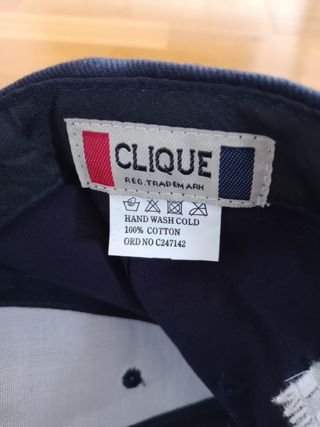 CLIQUE
REG. TRADEMARK
HAND WASH COLD
100% COTTON
ORD NO C247142